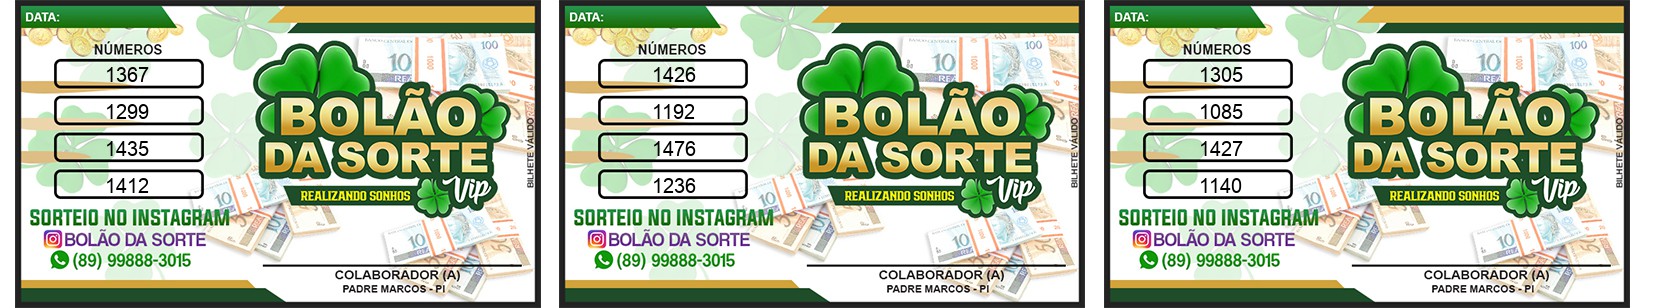 DATA:
NÚMEROS
1367
1299
1435
1412
BOLÃO
DA SORTE
REALIZANDO SONHOS
Vip
BILHETE VÁLIDO
SORTEIO NO INSTAGRAM
BOLÃO DA SORTE
(89) 99888-3015
COLABORADOR (A)
PADRE MARCOS - PI
DATA:
NÚMEROS
1426
1192
1476
1236
BOLÃO
DA SORTE
REALIZANDO SONHOS
Vip
BILHETE VÁLIDO
SORTEIO NO INSTAGRAM
BOLÃO DA SORTE
(89) 99888-3015
COLABORADOR (A)
PADRE MARCOS - PI
DATA:
NÚMEROS
1305
1085
1427
1140
BOLÃO
DA SORTE
REALIZANDO SONHOS
Vip
BILHETE VÁLIDO
SORTEIO NO INSTAGRAM
BOLÃO DA SORTE
(89) 99888-3015
COLABORADOR (A)
PADRE MARCOS - PI